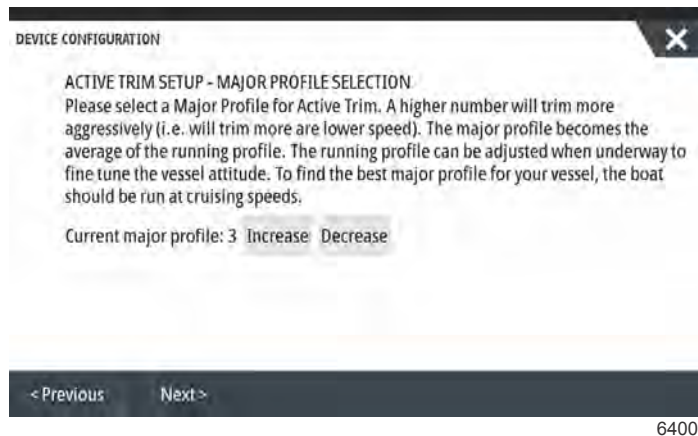 DEVICE CONFIGURATION
X
ACTIVE TRIM SETUP - MAJOR PROFILE SELECTION
Please select a Major Profile for Active Trim. A higher number will trim more
aggressively (i.e. will trim more are lower speed). The major profile becomes the
average of the running profile. The running profile can be adjusted when underway to
fine tune the vessel attitude. To find the best major profile for your vessel, the boat
should be run at cruising speeds.
Current major profile: 3 Increase Decrease
< Previous Next >
6400